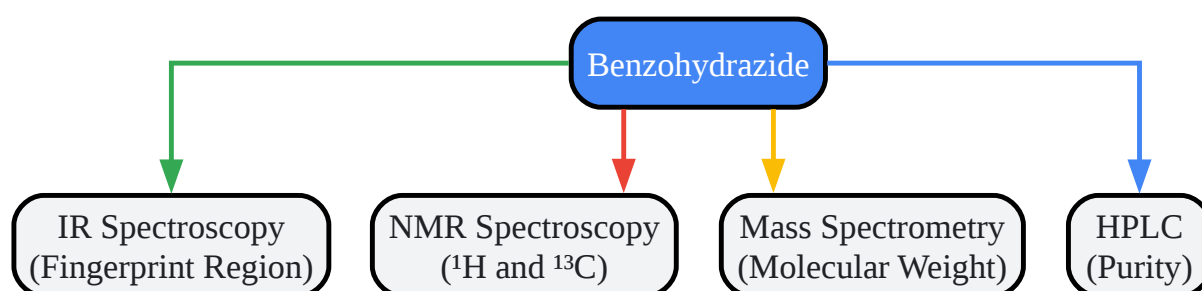 Benzohydrazide
IR Spectroscopy
(Fingerprint Region)
NMR Spectroscopy
(¹H and ¹³C)
Mass Spectrometry
(Molecular Weight)
HPLC
(Purity)